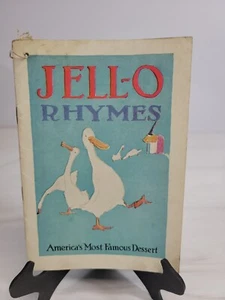 JELL-O
RHYMES
America's Most Famous Dessert